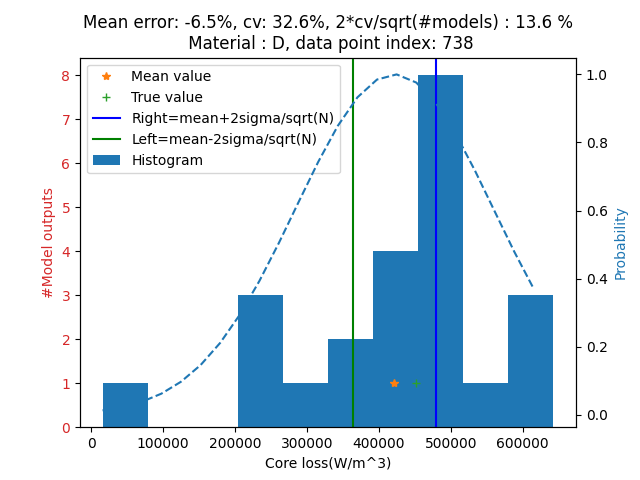 Mean error: -6.5%, cv: 32.6%, 2*cv/sqrt(#models) : 13.6 %
Material : D, data point index: 738
Mean value
True value
Right=mean+2sigma/sqrt(N)
Left=mean-2sigma/sqrt(N)
Histogram
#Model outputs
8
7
6
5
4
3
2
1
0
1.0
0.8
0.6
0.4
0.2
0.0
Probability
0 100000 200000 300000 400000 500000 600000
Core loss(W/m^3)